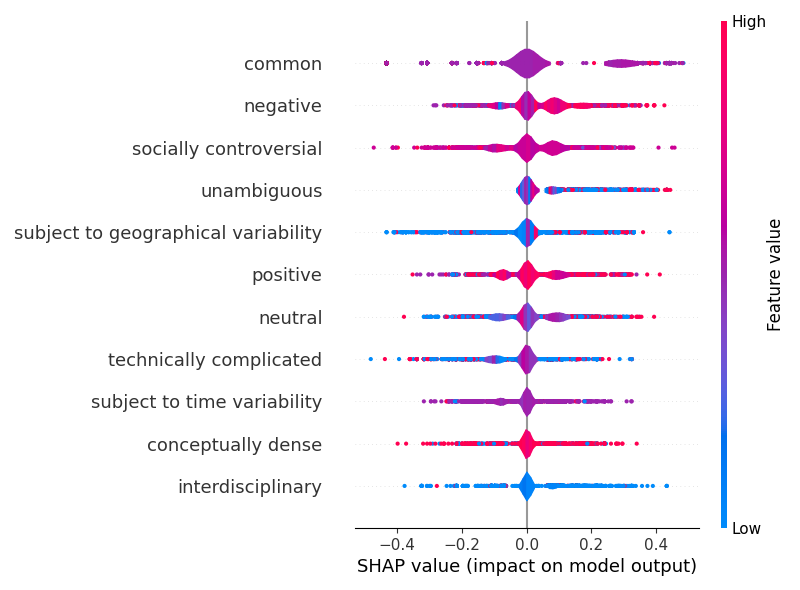 High
common
negative
socially controversial
unambiguous
subject to geographical variability
positive
neutral
technically complicated
subject to time variability
conceptually dense
interdisciplinary
Feature value
Low
−0.4 −0.2 0.0 0.2 0.4
SHAP value (impact on model output)